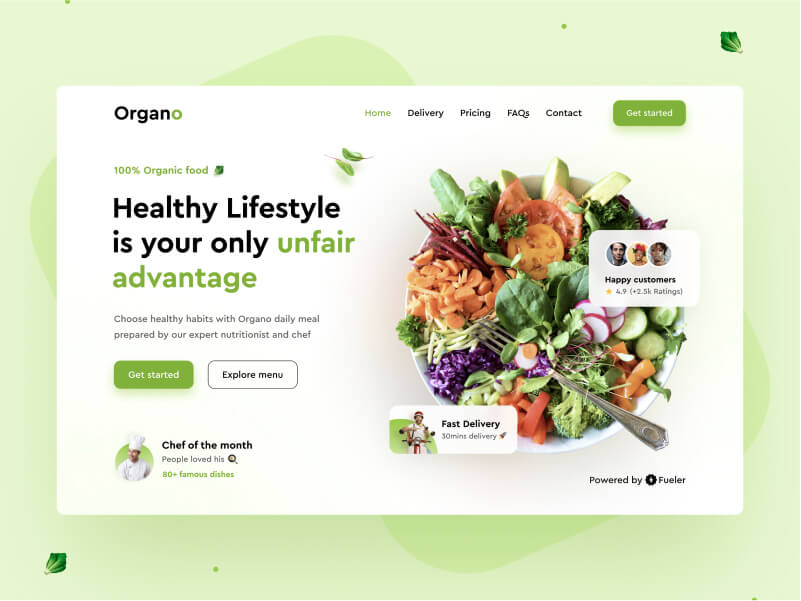 Organo
Home Delivery Pricing FAQs Contact Get started
100% Organic food
Healthy Lifestyle
is your only unfair
advantage
Choose healthy habits with Organo daily meal
prepared by our expert nutritionist and chef
Get started Explore menu
Happy customers
4.9 (+2.5k Ratings)
Fast Delivery
30mins delivery
Chef of the month
People loved his
80+ famous dishes
Powered by Fueler